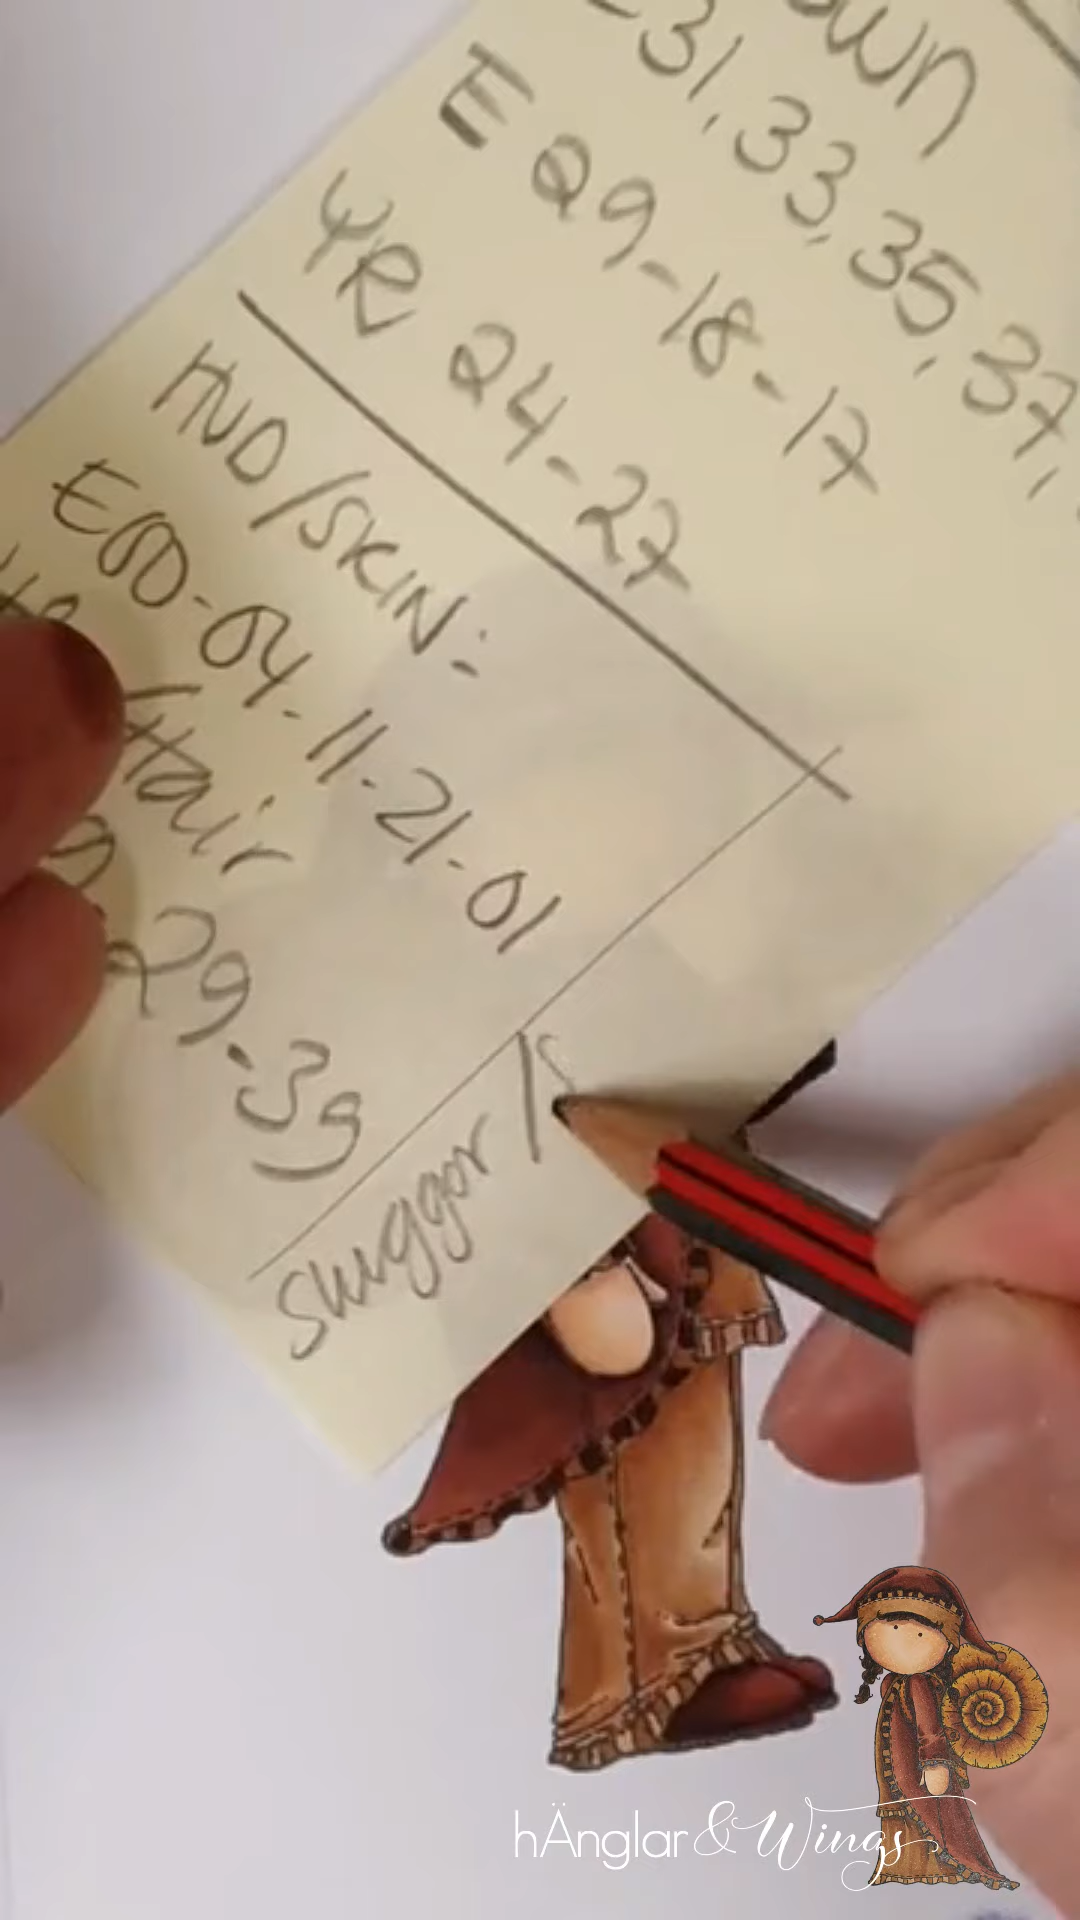 31, 33, 35, 37,
E 29-18-17
YR 24-27
HUD/SKIN:
E00-04-11-21-01
Hair
29-39
Skuggor /s
hÄnglar & Wings